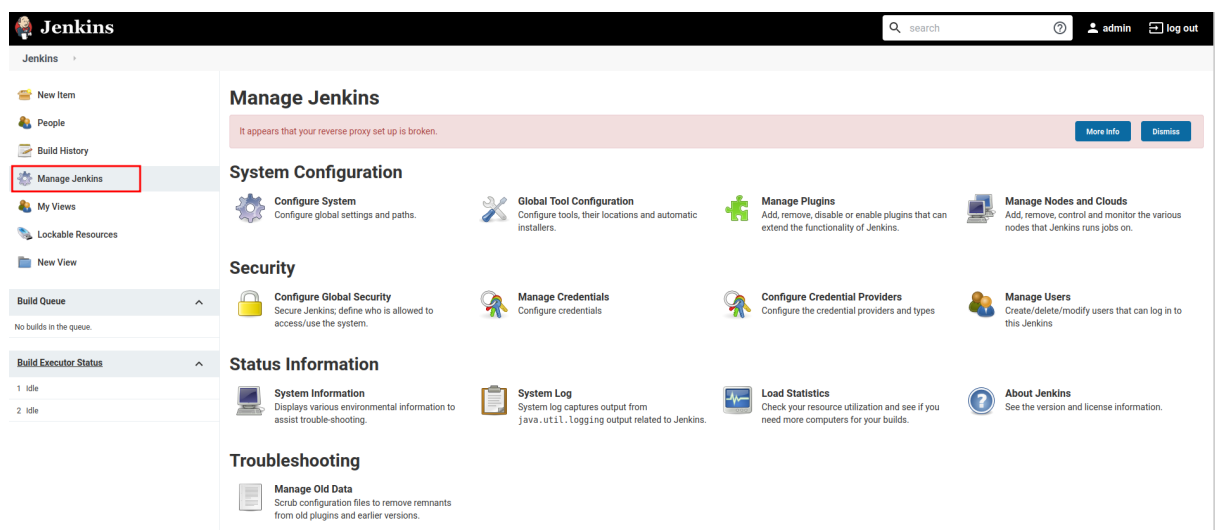 Jenkins
search
admin
log out
Jenkins
New Item
People
Build History
Manage Jenkins
My Views
Lockable Resources
New View
Build Queue
No builds in the queue.
Build Executor Status
1 Idle
2 Idle
Manage Jenkins
It appears that your reverse proxy set up is broken.
More Info
Dismiss
System Configuration
Configure System
Configure global settings and paths.
Global Tool Configuration
Configure tools, their locations and automatic
installers.
Manage Plugins
Add, remove, disable or enable plugins that can
extend the functionality of Jenkins.
Manage Nodes and Clouds
Add, remove, control and monitor the various
nodes that Jenkins runs jobs on.
Security
Configure Global Security
Secure Jenkins; define who is allowed to
access/use the system.
Manage Credentials
Configure credentials
Configure Credential Providers
Configure the credential providers and types
Manage Users
Create/delete/modify users that can log in to
this Jenkins
Status Information
System Information
Displays various environmental information to
assist trouble-shooting.
System Log
System log captures output from
java.util.logging output related to Jenkins.
Load Statistics
Check your resource utilization and see if you
need more computers for your builds.
About Jenkins
See the version and license information.
Troubleshooting
Manage Old Data
Scrub configuration files to remove remnants
from old plugins and earlier versions.